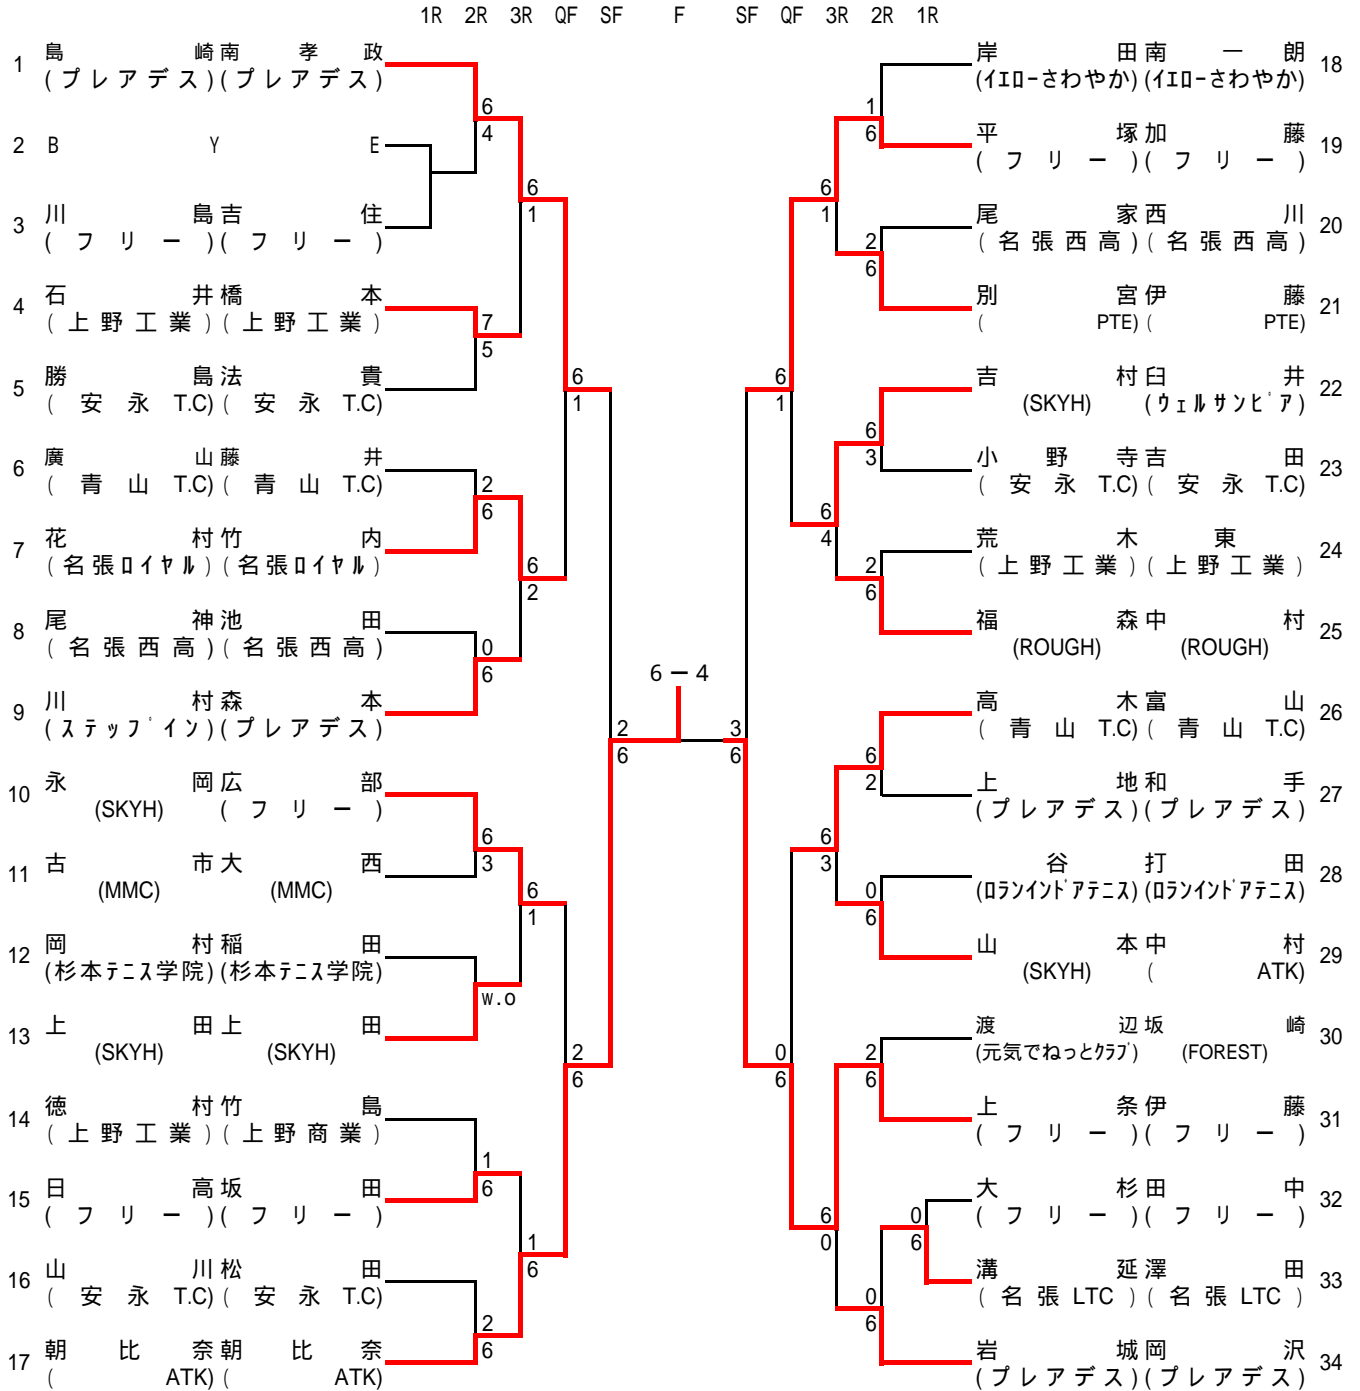 1R 2R 3R QF SF F SF QF 3R 2R 1R
1 島崎 南孝政
(プレアデス) (プレアデス)
2 BYE
3 川島 吉住
(フリー) (フリー)
4 石井 橋本
(上野工業) (上野工業)
5 勝島 法貴
(安永T.C) (安永T.C)
6 廣山 藤井
(青山T.C) (青山T.C)
7 花村 竹内
(名張ロイヤル) (名張ロイヤル)
8 尾神 池田
(名張西高) (名張西高)
9 川村 森本
(ステップイン) (プレアデス)
10 永岡 広部
(SKYH) (フリー)
11 古市 大西
(MMC) (MMC)
12 岡村 稲田
(杉本テニス学院) (杉本テニス学院)
13 上田 上田
(SKYH) (SKYH)
14 徳村 竹島
(上野工業) (上野商業)
15 日高 坂田
(フリー) (フリー)
16 山川 松田
(安永T.C) (安永T.C)
17 朝比奈 朝比奈
(ATK) (ATK)
6
4
7
5
2
6
0
6
6
3
w.o
1
6
2
6
6
1
6
2
6
1
1
6
6
1
2
6
2
6
6 － 4
3
6
6
1
0
6
6
1
6
4
6
3
6
0
1
6
2
6
6
3
2
6
6
2
0
6
2
6
0
6
0
6
岸田 南一朗 18
(イエローさわやか) (イエローさわやか)
平塚 加藤 19
(フリー) (フリー)
尾家 西川 20
(名張西高) (名張西高)
別宮 伊藤 21
(PTE) (PTE)
吉村 臼井 22
(SKYH) (ウェルサンピア)
小野寺 吉田 23
(安永T.C) (安永T.C)
荒木 東 24
(上野工業) (上野工業)
福森 中村 25
(ROUGH) (ROUGH)
高木 富山 26
(青山T.C) (青山T.C)
上地 和手 27
(プレアデス) (プレアデス)
谷 打田 28
(ロランインドアテニス) (ロランインドアテニス)
山本 中村 29
(SKYH) (ATK)
渡辺 坂崎 30
(元気でねっとクラブ) (FOREST)
上条 伊藤 31
(フリー) (フリー)
大杉 田中 32
(フリー) (フリー)
溝延 澤田 33
(名張LTC) (名張LTC)
岩城 岡沢 34
(プレアデス) (プレアデス)